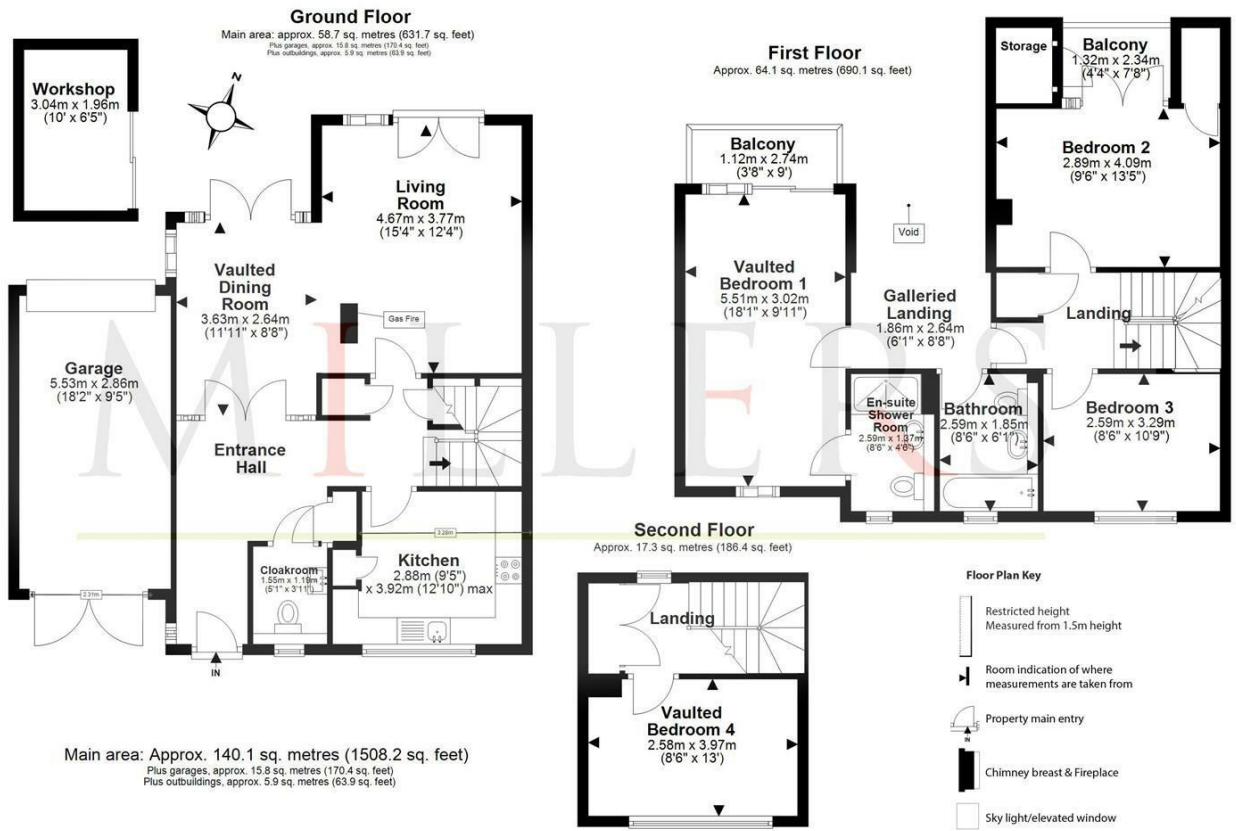 Ground Floor
Main area: approx. 58.7 sq. metres (631.7 sq. feet)
Plus garages, approx. 15.8 sq. metres (170.4 sq. feet)
Plus outbuildings, approx. 5.9 sq. metres (63.9 sq. feet)
Workshop
3.04m x 1.96m
(10' x 6'5")
N
Living
Room
4.67m x 3.77m
(15'4" x 12'4")
Vaulted
Dining
Room
3.63m x 2.64m
(11'11" x 8'8")
Gas Fire
Garage
5.53m x 2.86m
(18'2" x 9'5")
Entrance
Hall
3.28m
Kitchen
2.88m (9'5")
x 3.92m (12'10") max
Cloakroom
1.55m x 1.19m
(5'1" x 3'11")
2.31m
IN
First Floor
Approx. 64.1 sq. metres (690.1 sq. feet)
Storage
Balcony
1.32m x 2.34m
(4'4" x 7'8")
Bedroom 2
2.89m x 4.09m
(9'6" x 13'5")
Balcony
1.12m x 2.74m
(3'8" x 9')
Void
Vaulted
Bedroom 1
5.51m x 3.02m
(18'1" x 9'11")
Galleried
Landing
1.86m x 2.64m
(6'1" x 8'8")
Landing
En-suite
Shower
Room
2.59m x 1.37m
(8'6" x 4'6")
Bathroom
2.59m x 1.85m
(8'6" x 6'1")
Bedroom 3
2.59m x 3.29m
(8'6" x 10'9")
MILLERS
Second Floor
Approx. 17.3 sq. metres (186.4 sq. feet)
Landing
Vaulted
Bedroom 4
2.58m x 3.97m
(8'6" x 13')
Main area: Approx. 140.1 sq. metres (1508.2 sq. feet)
Plus garages, approx. 15.8 sq. metres (170.4 sq. feet)
Plus outbuildings, approx. 5.9 sq. metres (63.9 sq. feet)
Floor Plan Key
Restricted height
Measured from 1.5m height
Room indication of where
measurements are taken from
Property main entry
IN
Chimney breast & Fireplace
Sky light/elevated window